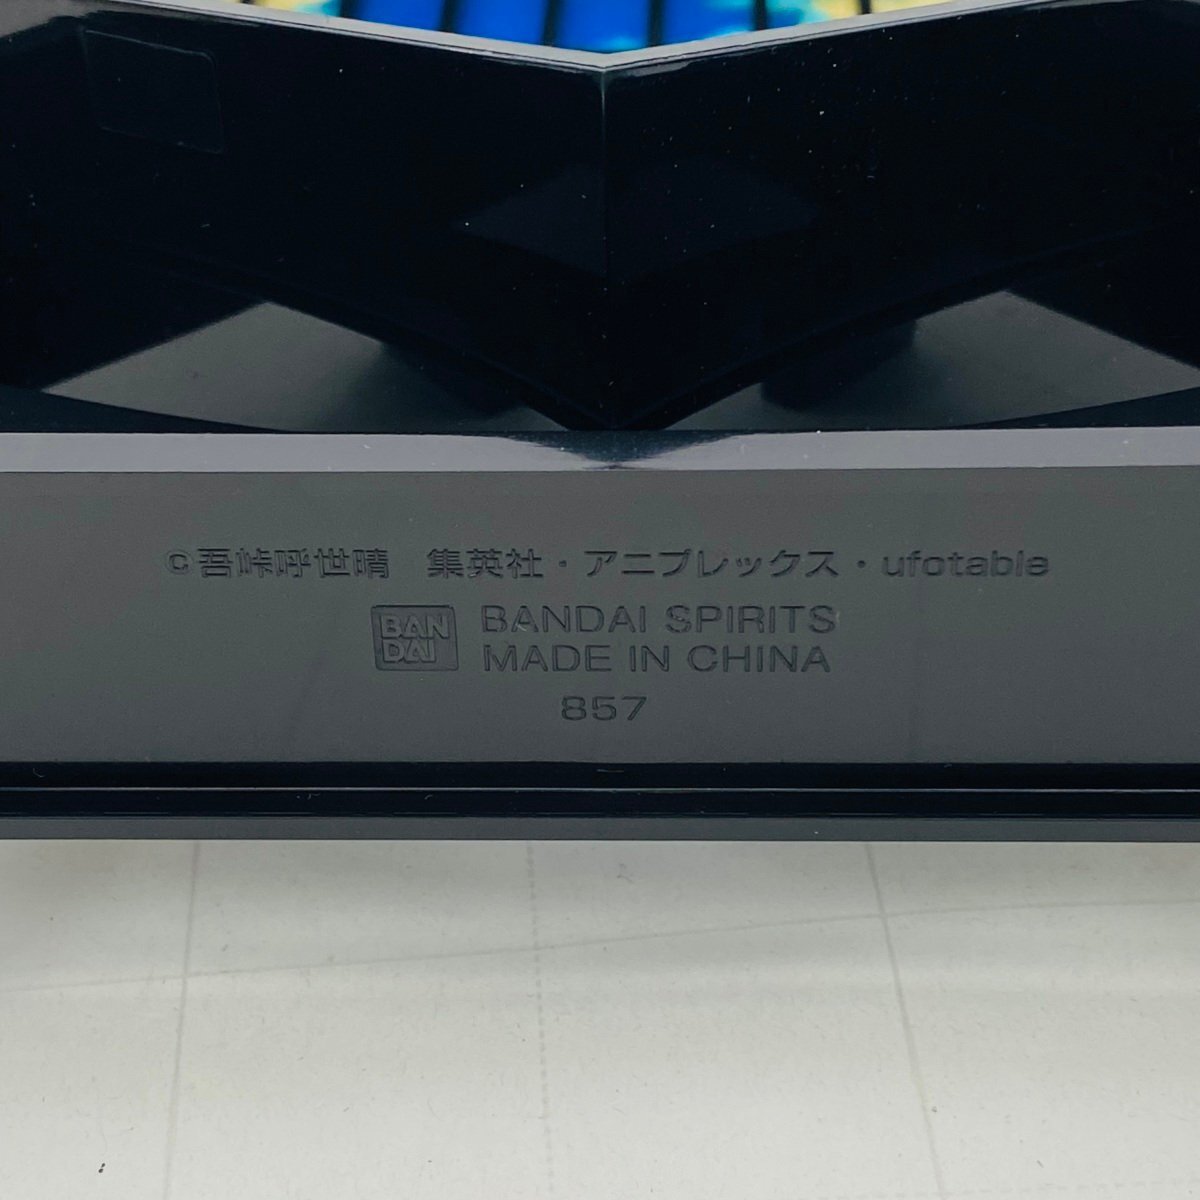 ©吾峠呼世晴 集英社・アニプレックス・ufotable
BAN
DAI
BANDAI SPIRITS
MADE IN CHINA
857